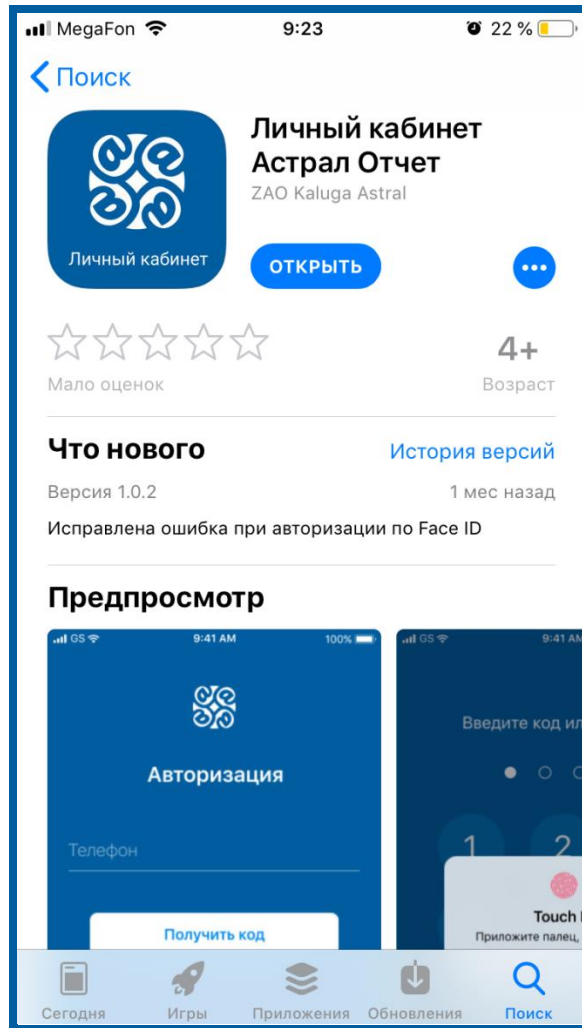 MegaFon 9:23 22 %
Поиск
Личный кабинет
Личный кабинет
Астрал Отчет
ZAO Kaluga Astral
ОТКРЫТЬ
4+
Мало оценок Возраст
Что нового История версий
Версия 1.0.2 1 мес назад
Исправлена ошибка при авторизации по Face ID
Предпросмотр
GS 9:41 AM 100%
Авторизация
Телефон
Получить код
GS 9:41 AM
Введите код
1 2
Touch
Приложите палец,
Сегодня Игры Приложения Обновления Поиск